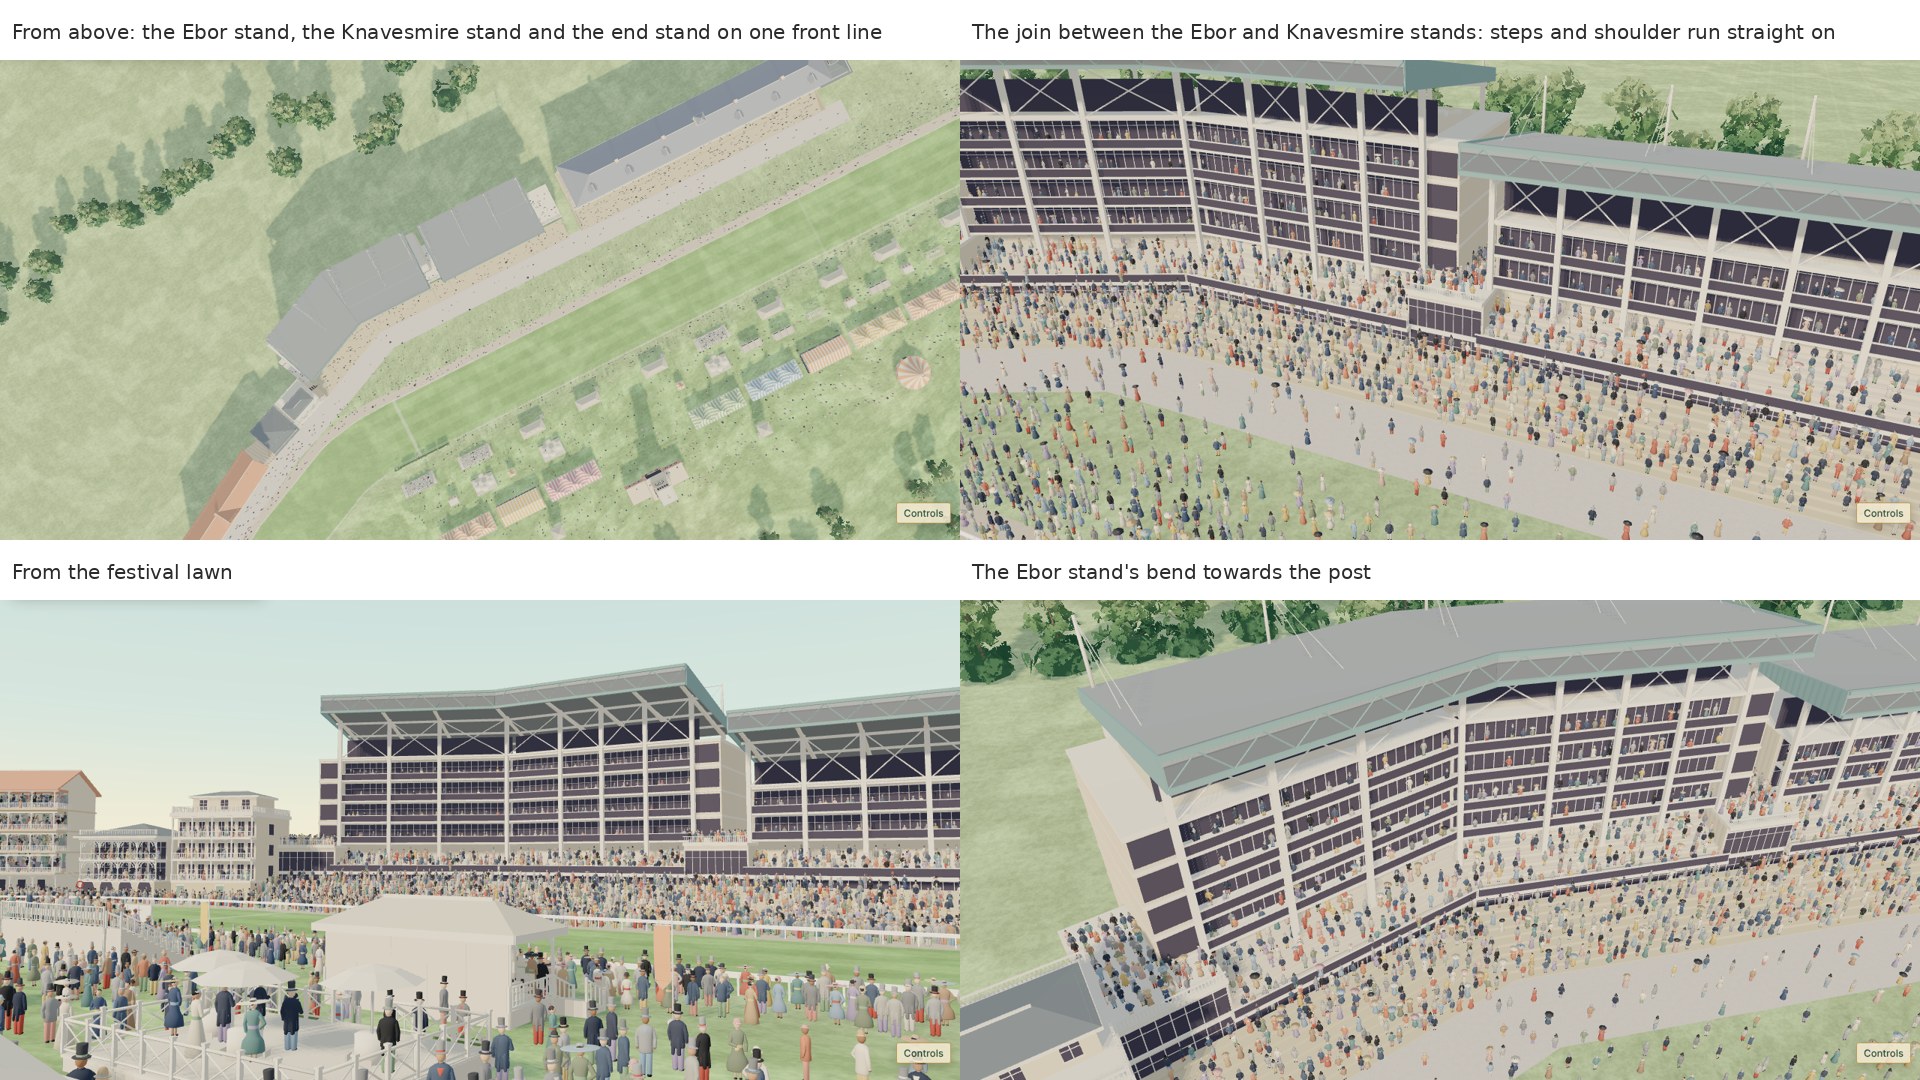 From above: the Ebor stand, the Knavesmire stand and the end stand on one front line
The join between the Ebor and Knavesmire stands: steps and shoulder run straight on
Controls
Controls
From the festival lawn
The Ebor stand's bend towards the post
Controls
Controls